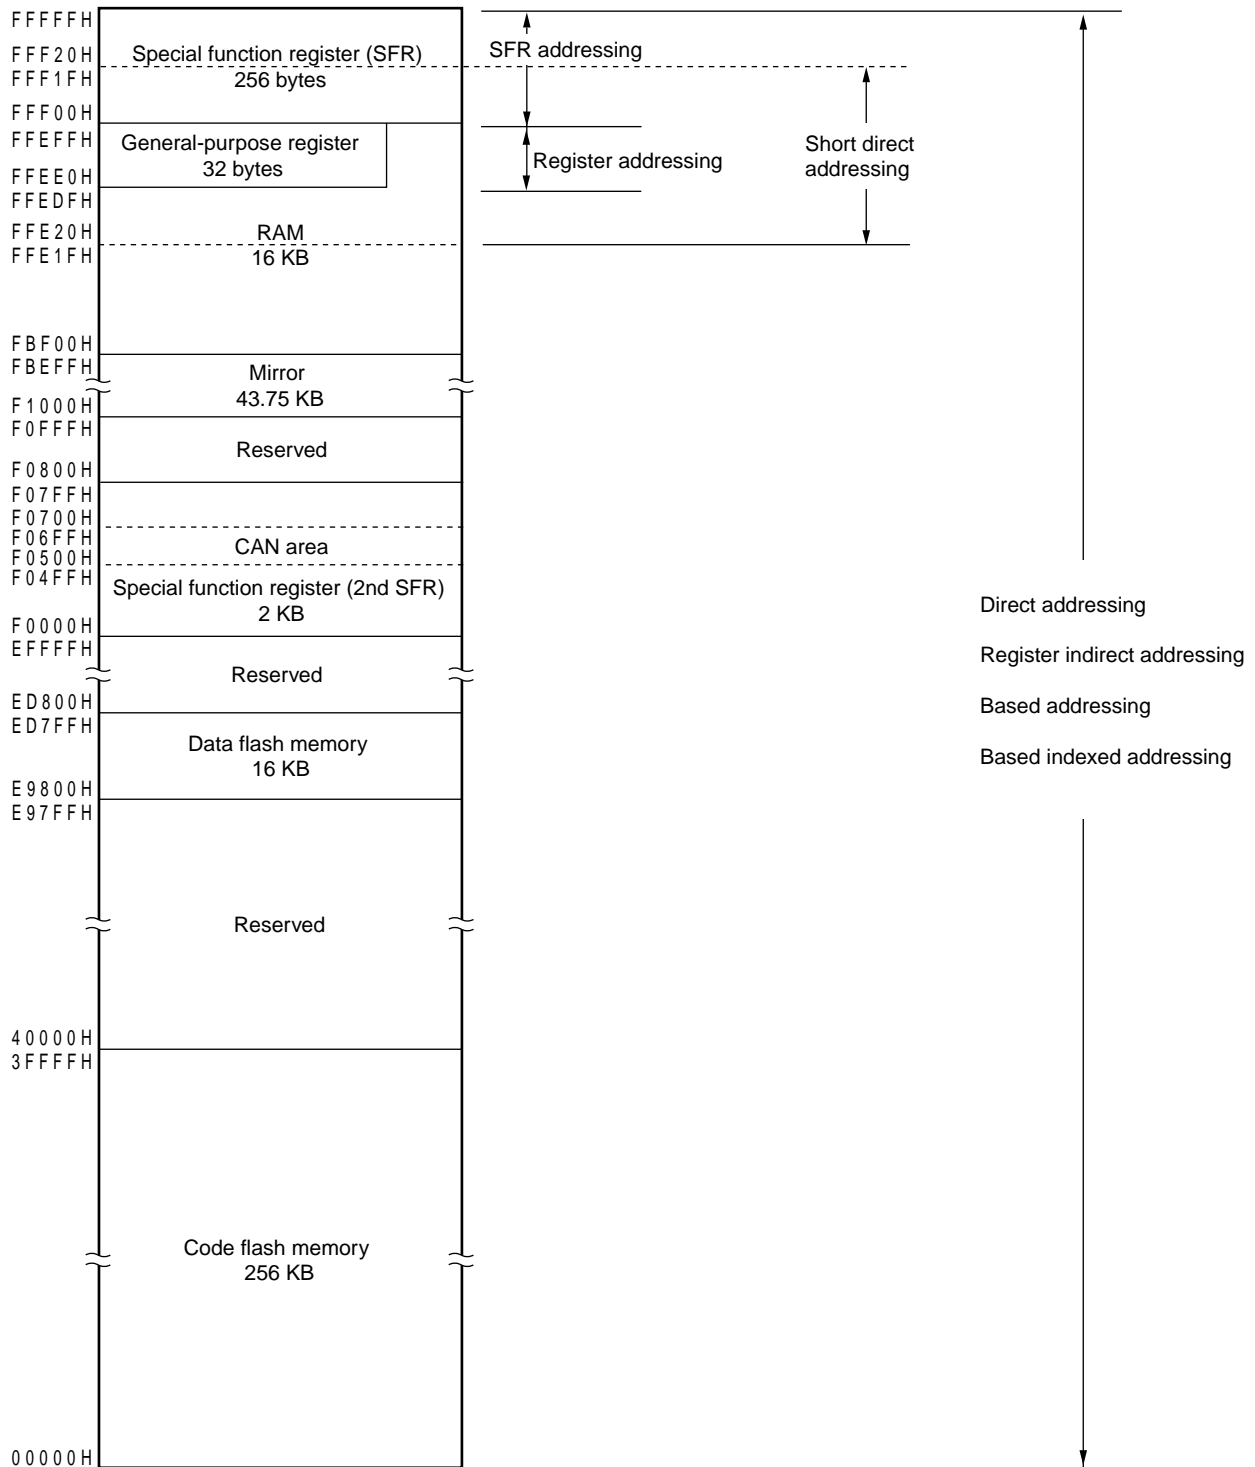 FFFFFH
FFF20H
FFF1FH
FFF00H
FFEFFH
FFEE0H
FFEDFH
FFE20H
FFE1FH
FBF00H
FBEFFH
F1000H
F0FFFH
F0800H
F07FFH
F0700H
F06FFH
F0500H
F04FFH
F0000H
EFFFFH
ED800H
ED7FFH
E9800H
E97FFH
40000H
3FFFFH
00000H
Special function register (SFR)
256 bytes
General-purpose register
32 bytes
RAM
16 KB
Mirror
43.75 KB
Reserved
CAN area
Special function register (2nd SFR)
2 KB
Reserved
Data flash memory
16 KB
Reserved
Code flash memory
256 KB
SFR addressing
Register addressing
Short direct
addressing
Direct addressing
Register indirect addressing
Based addressing
Based indexed addressing